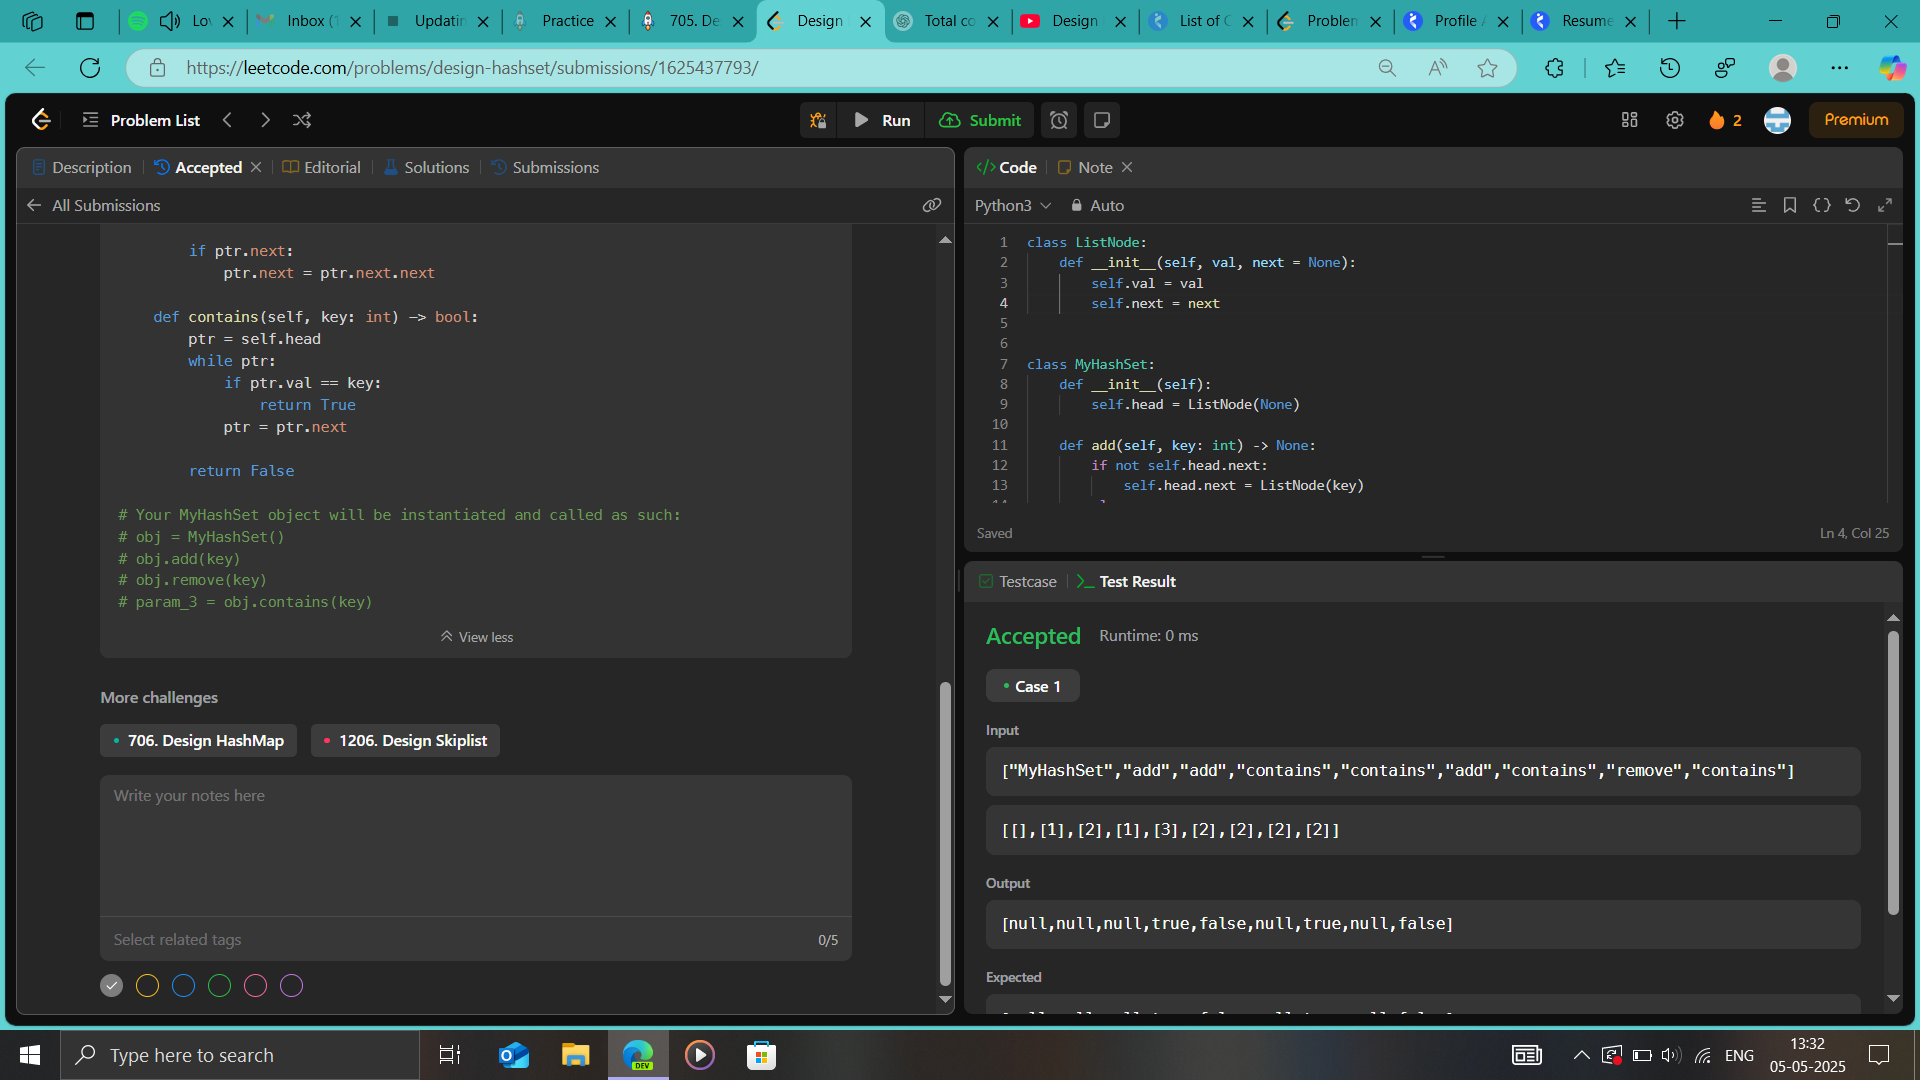 Lov
Inbox (1
Updatin
Practice
705. De
Design
Total co
Design
List of C
Problem
Profile A
Resume
https://leetcode.com/problems/design-hashset/submissions/1625437793/
Problem List
Run
Submit
2
Premium
Description
Accepted
Editorial
Solutions
Submissions
All Submissions
if ptr.next:
ptr.next = ptr.next.next
def contains(self, key: int) -> bool:
ptr = self.head
while ptr:
if ptr.val == key:
return True
ptr = ptr.next
return False
# Your MyHashSet object will be instantiated and called as such:
# obj = MyHashSet()
# obj.add(key)
# obj.remove(key)
# param_3 = obj.contains(key)
View less
More challenges
706. Design HashMap
1206. Design Skiplist
Write your notes here
Select related tags
0/5
Code
Note
Python3
Auto
1 class ListNode:
2 def __init__(self, val, next = None):
3 self.val = val
4 self.next = next
5
6
7 class MyHashSet:
8 def __init__(self):
9 self.head = ListNode(None)
10
11 def add(self, key: int) -> None:
12 if not self.head.next:
13 self.head.next = ListNode(key)
Saved
Ln 4, Col 25
Testcase
Test Result
Accepted
Runtime: 0 ms
Case 1
Input
["MyHashSet","add","add","contains","contains","add","contains","remove","contains"]
[[],[1],[2],[1],[3],[2],[2],[2],[2]]
Output
[null,null,null,true,false,null,true,null,false]
Expected
Type here to search
DEV
ENG
13:32
05-05-2025